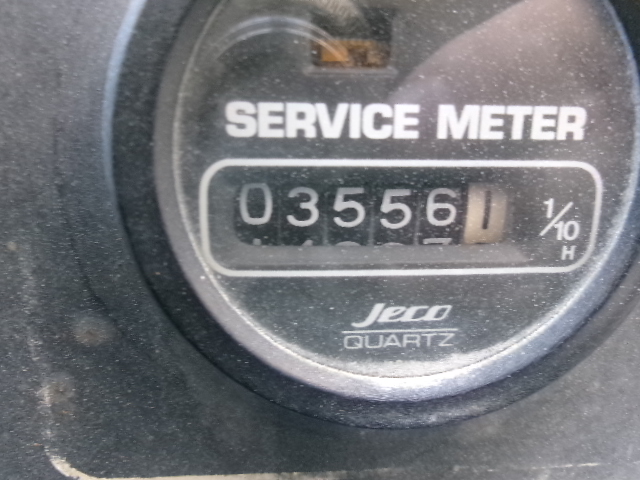 SERVICE METER
03556 1/10
H
Jeco
QUARTZ